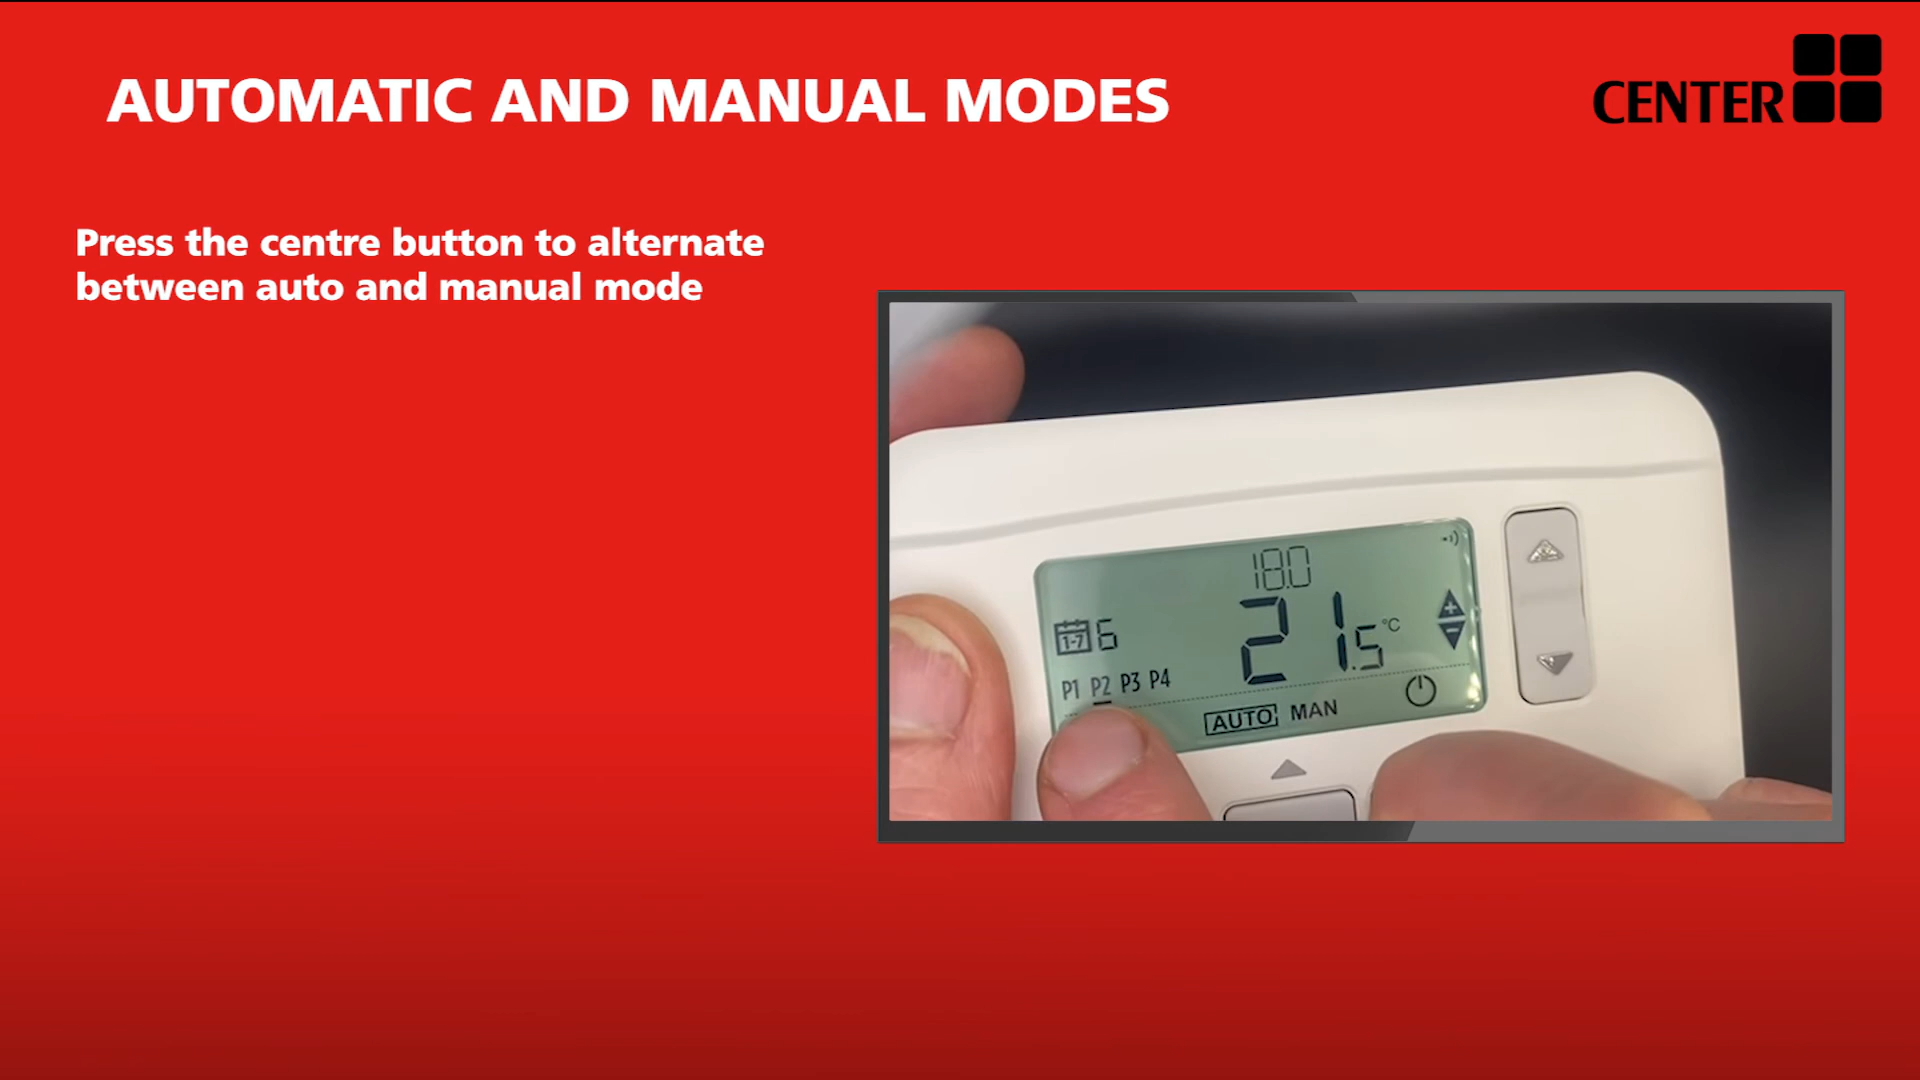 AUTOMATIC AND MANUAL MODES
CENTER
Press the centre button to alternate
between auto and manual mode
18.0
1-7 6
21.5 °C
P1 P2 P3 P4
AUTO MAN